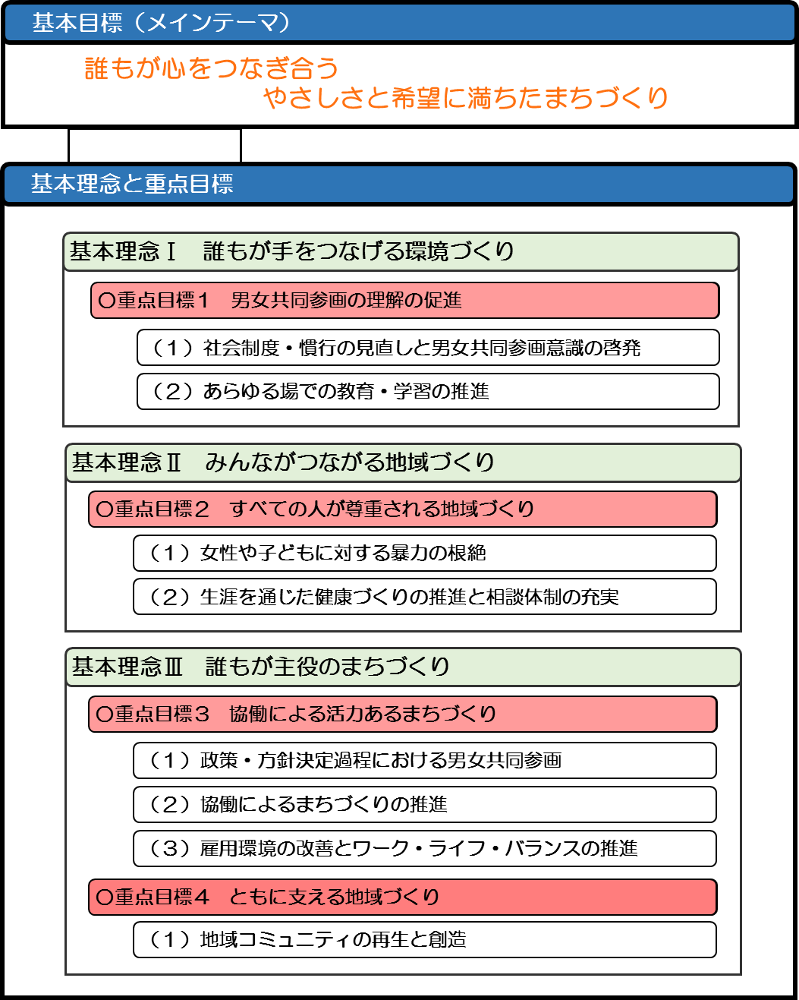 基本目標（メインテーマ）
誰もが心をつなぎ合う
やさしさと希望に満ちたまちづくり
基本理念と重点目標
基本理念Ⅰ　誰もが手をつなげる環境づくり
〇重点目標１　男女共同参画の理解の促進
（１）社会制度・慣行の見直しと男女共同参画意識の啓発
（２）あらゆる場での教育・学習の推進
基本理念Ⅱ　みんながつながる地域づくり
〇重点目標２　すべての人が尊重される地域づくり
（１）女性や子どもに対する暴力の根絶
（２）生涯を通じた健康づくりの推進と相談体制の充実
基本理念Ⅲ　誰もが主役のまちづくり
〇重点目標３　協働による活力あるまちづくり
（１）政策・方針決定過程における男女共同参画
（２）協働によるまちづくりの推進
（３）雇用環境の改善とワーク・ライフ・バランスの推進
〇重点目標４　ともに支える地域づくり
（１）地域コミュニティの再生と創造